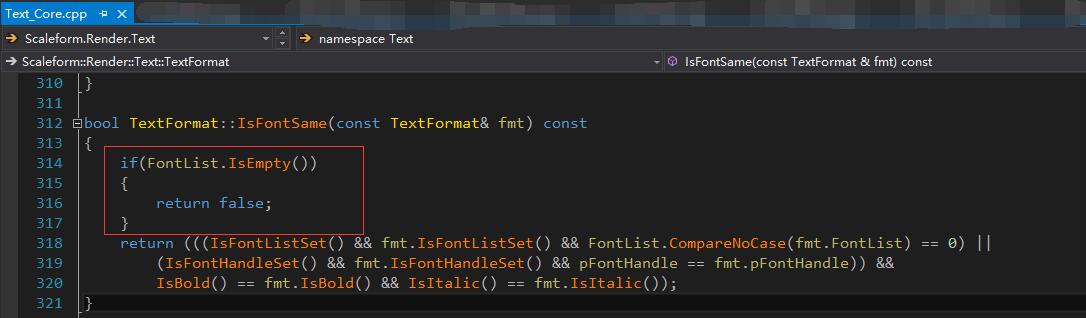 Text_Core.cpp
Scaleform.Render.Text
namespace Text
Scaleform::Render::Text::TextFormat
IsFontSame(const TextFormat & fmt) const
310 }
311
312 bool TextFormat::IsFontSame(const TextFormat& fmt) const
313 {
314     if(FontList.IsEmpty())
315     {
316         return false;
317     }
318     return (((IsFontListSet() && fmt.IsFontListSet() && FontList.CompareNoCase(fmt.FontList) == 0) ||
319         (IsFontHandleSet() && fmt.IsFontHandleSet() && pFontHandle == fmt.pFontHandle)) &&
320         IsBold() == fmt.IsBold() && IsItalic() == fmt.IsItalic());
321 }